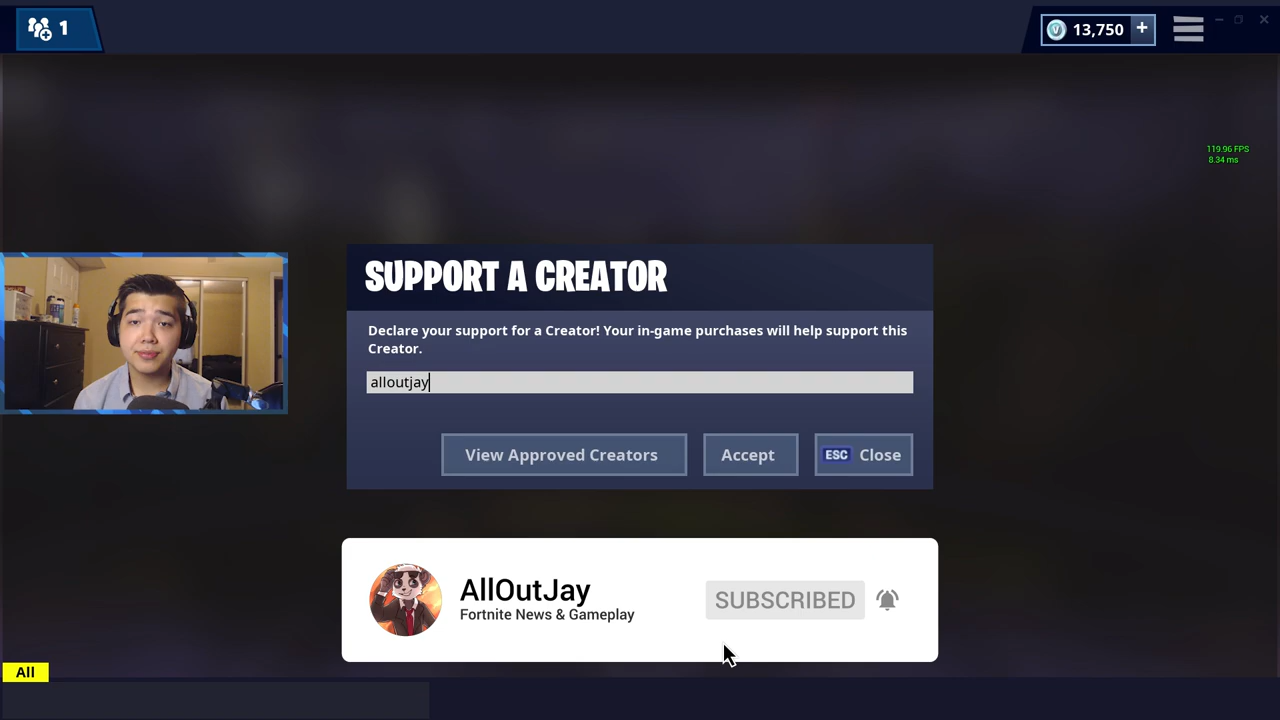 1
13,750 +
119.96 FPS
8.34 ms
SUPPORT A CREATOR
Declare your support for a Creator! Your in-game purchases will help support this
Creator.
alloutjay
View Approved Creators Accept ESC Close
AllOutJay
Fortnite News & Gameplay
SUBSCRIBED
All